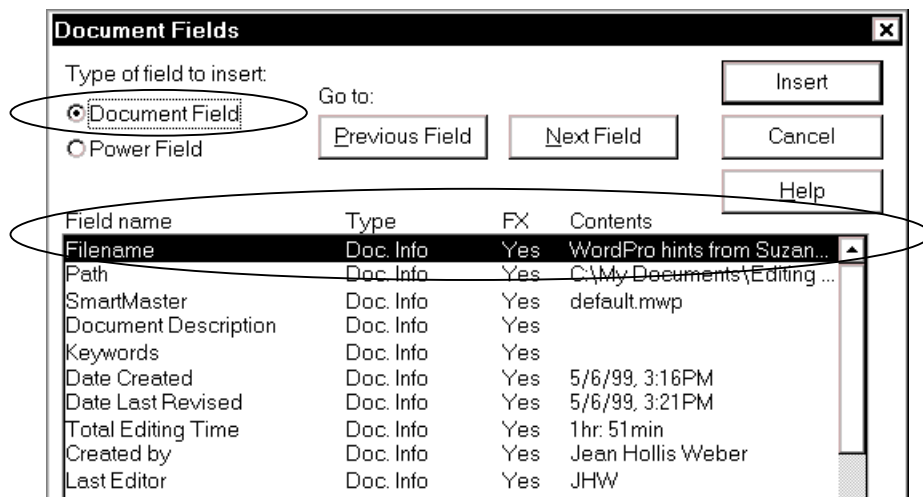 Document Fields
Type of field to insert:
Document Field
Power Field
Go to:
Previous Field Next Field
Insert
Cancel
Help
Field name Type FX Contents
Filename Doc. Info Yes WordPro hints from Suzan...
Path Doc. Info Yes C:\My Documents\Editing ...
SmartMaster Doc. Info Yes default.mwp
Document Description Doc. Info Yes
Keywords Doc. Info Yes
Date Created Doc. Info Yes 5/6/99, 3:16PM
Date Last Revised Doc. Info Yes 5/6/99, 3:21PM
Total Editing Time Doc. Info Yes 1hr: 51min
Created by Doc. Info Yes Jean Hollis Weber
Last Editor Doc. Info Yes JHW